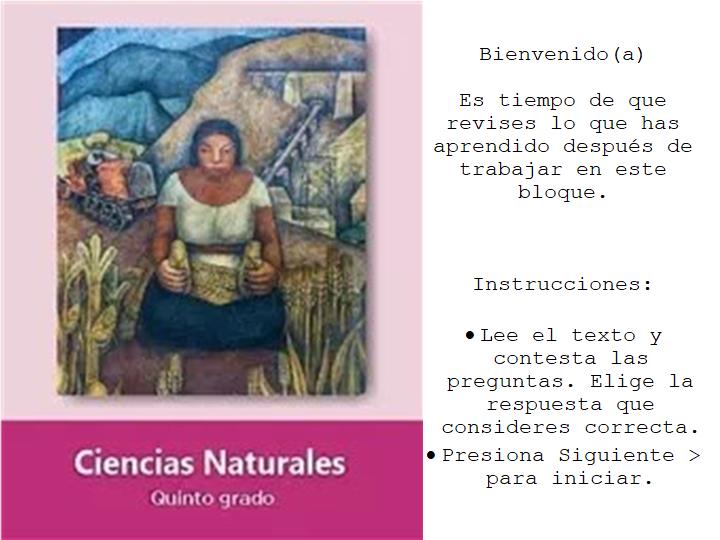 Ciencias Naturales
Quinto grado
Bienvenido(a)
Es tiempo de que
revises lo que has
aprendido después de
trabajar en este
bloque.
Instrucciones:
• Lee el texto y
contesta las
preguntas. Elige la
respuesta que
consideres correcta.
• Presiona Siguiente >
para iniciar.